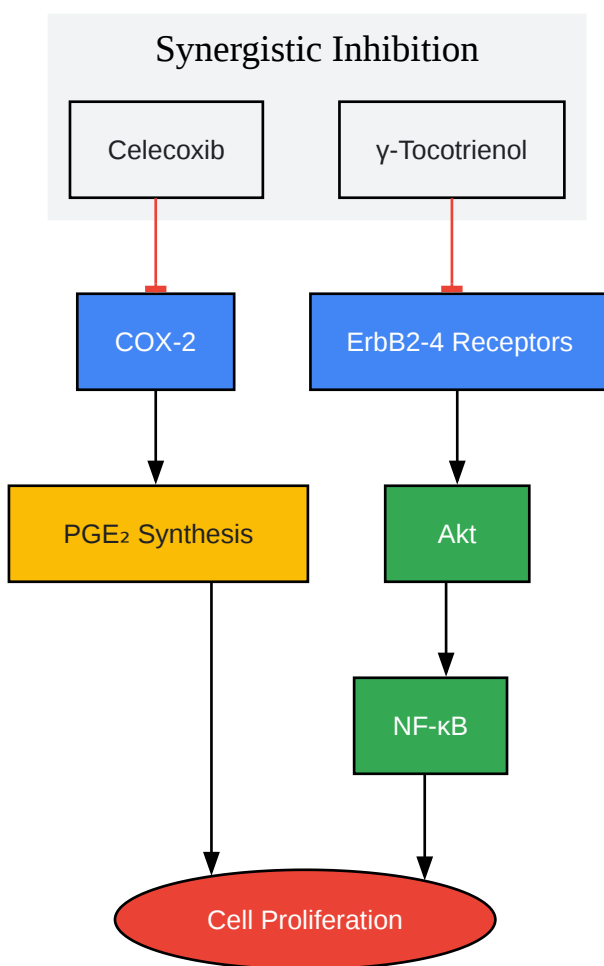 Synergistic Inhibition
Celecoxib
γ-Tocotrienol
COX-2
ErbB2-4 Receptors
PGE₂ Synthesis
Akt
NF-κB
Cell Proliferation